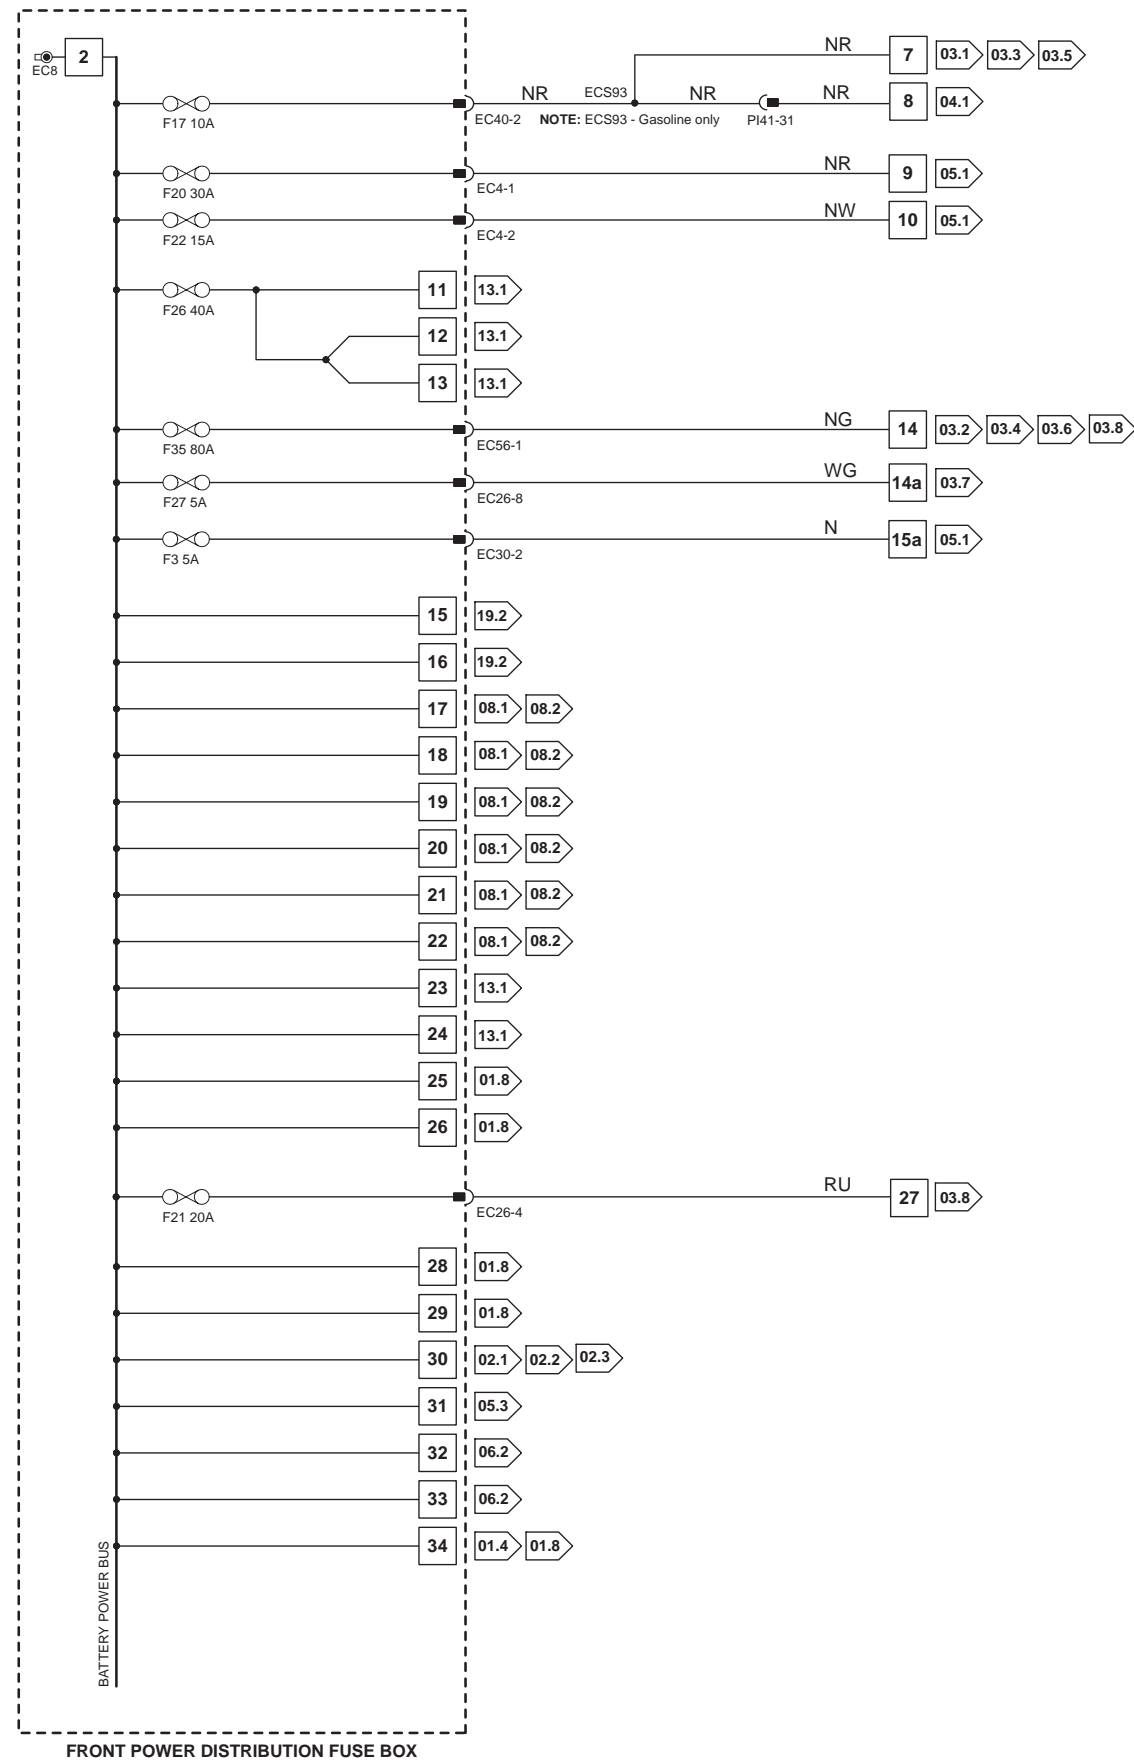 NR 7 03.1 03.3 03.5
2
EC8
NR ECS93 NR NR 8 04.1
F17 10A EC40-2 NOTE: ECS93 - Gasoline only PI41-31
NR 9 05.1
F20 30A EC4-1
NW 10 05.1
F22 15A EC4-2
11 13.1
F26 40A
12 13.1
13 13.1
NG 14 03.2 03.4 03.6 03.8
F35 80A EC56-1
WG 14a 03.7
F27 5A EC26-8
N 15a 05.1
F3 5A EC30-2
15 19.2
16 19.2
17 08.1 08.2
18 08.1 08.2
19 08.1 08.2
20 08.1 08.2
21 08.1 08.2
22 08.1 08.2
23 13.1
24 13.1
25 01.8
26 01.8
RU 27 03.8
F21 20A EC26-4
28 01.8
29 01.8
30 02.1 02.2 02.3
31 05.3
32 06.2
33 06.2
34 01.4 01.8
BATTERY POWER BUS
FRONT POWER DISTRIBUTION FUSE BOX